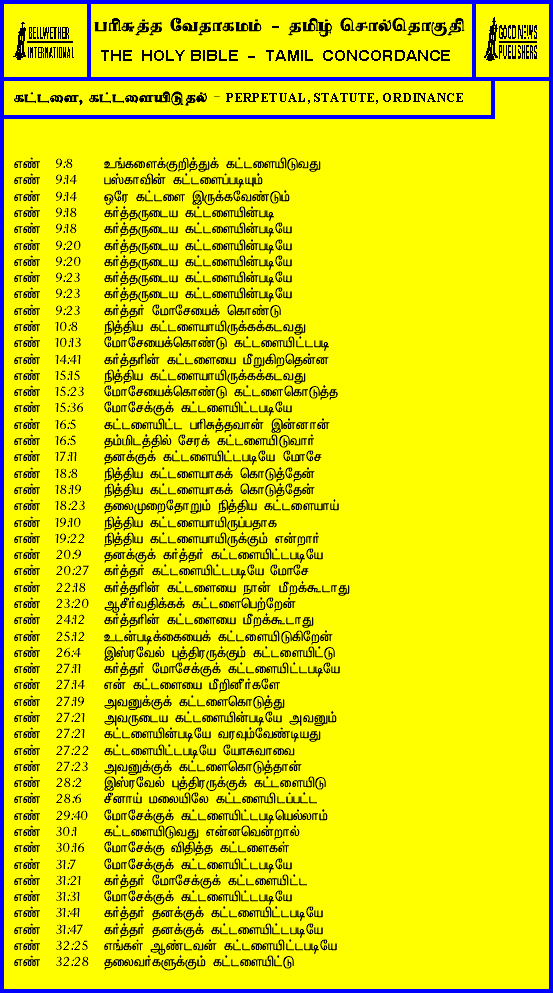 BELLWETHER
INTERNATIONAL
பரிசுத்த வேதாகமம் - தமிழ் சொல்தொகுதி
THE HOLY BIBLE - TAMIL CONCORDANCE
GOOD NEWS
PUBLISHERS
கட்டளை, கட்டளையிடுதல் - PERPETUAL, STATUTE, ORDINANCE
எண் 9:8 உங்களைக்குறித்துக் கட்டளையிடுவது
எண் 9:14 பஸ்காவின் கட்டளைப்படியும்
எண் 9:14 ஒரே கட்டளை இருக்கவேண்டும்
எண் 9:18 கர்த்தருடைய கட்டளையின்படி
எண் 9:18 கர்த்தருடைய கட்டளையின்படியே
எண் 9:20 கர்த்தருடைய கட்டளையின்படியே
எண் 9:20 கர்த்தருடைய கட்டளையின்படியே
எண் 9:23 கர்த்தருடைய கட்டளையின்படியே
எண் 9:23 கர்த்தருடைய கட்டளையின்படியே
எண் 9:23 கர்த்தர் மோசேயைக் கொண்டு
எண் 10:8 நித்திய கட்டளையாயிருக்கக்கடவது
எண் 10:13 மோசேயைக்கொண்டு கட்டளையிட்டபடி
எண் 14:41 கர்த்தரின் கட்டளையை மீறுகிறதென்ன
எண் 15:15 நித்திய கட்டளையாயிருக்கக்கடவது
எண் 15:23 மோசேயைக்கொண்டு கட்டளைகொடுத்த
எண் 15:36 மோசேக்குக் கட்டளையிட்டபடியே
எண் 16:5 கட்டளையிட்ட பரிசுத்தவான் இன்னான்
எண் 16:5 தம்மிடத்தில் சேரக் கட்டளையிடுவார்
எண் 17:11 தனக்குக் கட்டளையிட்டபடியே மோசே
எண் 18:8 நித்திய கட்டளையாகக் கொடுத்தேன்
எண் 18:19 நித்திய கட்டளையாகக் கொடுத்தேன்
எண் 18:23 தலைமுறைதோறும் நித்திய கட்டளையாய்
எண் 19:10 நித்திய கட்டளையாயிருப்பதாக
எண் 19:22 நித்திய கட்டளையாயிருக்கும் என்றார்
எண் 20:9 தனக்குக் கர்த்தர் கட்டளையிட்டபடியே
எண் 20:27 கர்த்தர் கட்டளையிட்டபடியே மோசே
எண் 22:18 கர்த்தரின் கட்டளையை நான் மீறக்கூடாது
எண் 23:20 ஆசீர்வதிக்கக் கட்டளைபெற்றேன்
எண் 24:12 கர்த்தரின் கட்டளையை மீறக்கூடாது
எண் 25:12 உடன்படிக்கையைக் கட்டளையிடுகிறேன்
எண் 26:4 இஸ்ரவேல் புத்திரருக்கும் கட்டளையிட்டு
எண் 27:11 கர்த்தர் மோசேக்குக் கட்டளையிட்டபடியே
எண் 27:14 என் கட்டளையை மீறினீர்களே
எண் 27:19 அவனுக்குக் கட்டளைகொடுத்து
எண் 27:21 அவருடைய கட்டளையின்படியே அவனும்
எண் 27:21 கட்டளையின்படியே வரவும்வேண்டியது
எண் 27:22 கட்டளையிட்டபடியே யோசுவாவை
எண் 27:23 அவனுக்குக் கட்டளைகொடுத்தான்
எண் 28:2 இஸ்ரவேல் புத்திரருக்குக் கட்டளையிடு
எண் 28:6 சீனாய் மலையிலே கட்டளையிடப்பட்ட
எண் 29:40 மோசேக்குக் கட்டளையிட்டபடியெல்லாம்
எண் 30:1 கட்டளையிடுவது என்னவென்றால்
எண் 30:16 மோசேக்கு விதித்த கட்டளைகள்
எண் 31:7 மோசேக்குக் கட்டளையிட்டபடியே
எண் 31:21 கர்த்தர் மோசேக்குக் கட்டளையிட்ட
எண் 31:31 மோசேக்குக் கட்டளையிட்டபடியே
எண் 31:41 கர்த்தர் தனக்குக் கட்டளையிட்டபடியே
எண் 31:47 கர்த்தர் தனக்குக் கட்டளையிட்டபடியே
எண் 32:25 எங்கள் ஆண்டவன் கட்டளையிட்டபடியே
எண் 32:28 தலைவர்களுக்கும் கட்டளையிட்டு